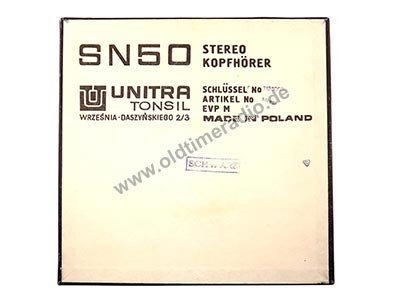 SN50 STEREO
KOPFHÖRER
UNITRA
TONSIL
WRZEŚNIA-DASZYŃSKIEGO 2/3
SCHLÜSSEL No
ARTIKEL No
EVP M
MADE IN POLAND
www.oldtimeradio.de
SCHWARZ